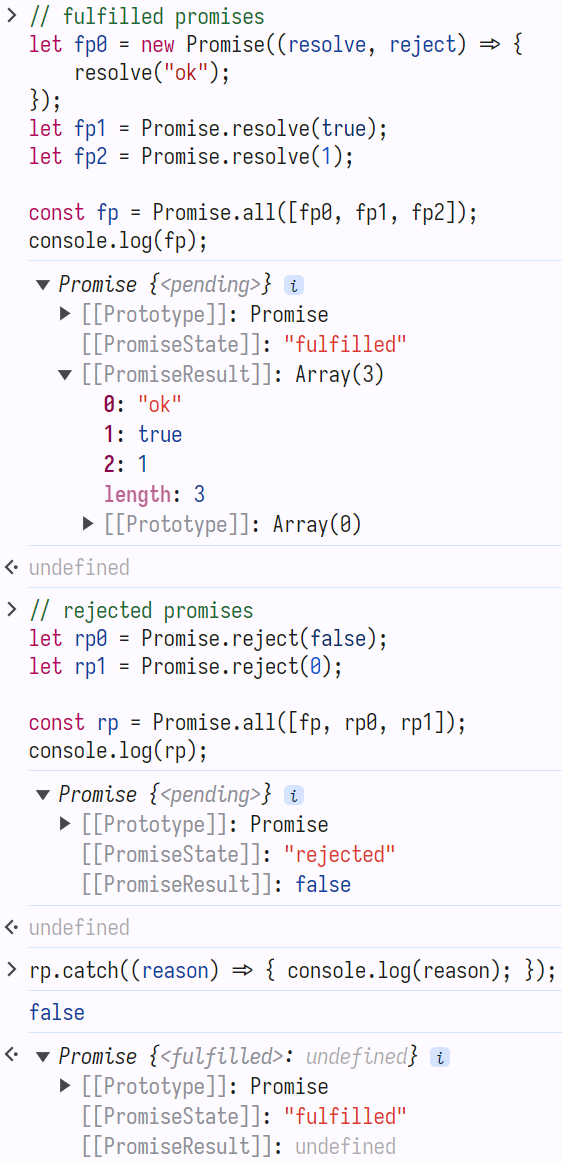 // fulfilled promises
let fp0 = new Promise((resolve, reject) => {
    resolve("ok");
});
let fp1 = Promise.resolve(true);
let fp2 = Promise.resolve(1);

const fp = Promise.all([fp0, fp1, fp2]);
console.log(fp);
Promise {<pending>} i
[[Prototype]]: Promise
[[PromiseState]]: "fulfilled"
[[PromiseResult]]: Array(3)
0: "ok"
1: true
2: 1
length: 3
[[Prototype]]: Array(0)
undefined
// rejected promises
let rp0 = Promise.reject(false);
let rp1 = Promise.reject(0);

const rp = Promise.all([fp, rp0, rp1]);
console.log(rp);
Promise {<pending>} i
[[Prototype]]: Promise
[[PromiseState]]: "rejected"
[[PromiseResult]]: false
undefined
rp.catch((reason) => { console.log(reason); });
false
Promise {<fulfilled>: undefined} i
[[Prototype]]: Promise
[[PromiseState]]: "fulfilled"
[[PromiseResult]]: undefined